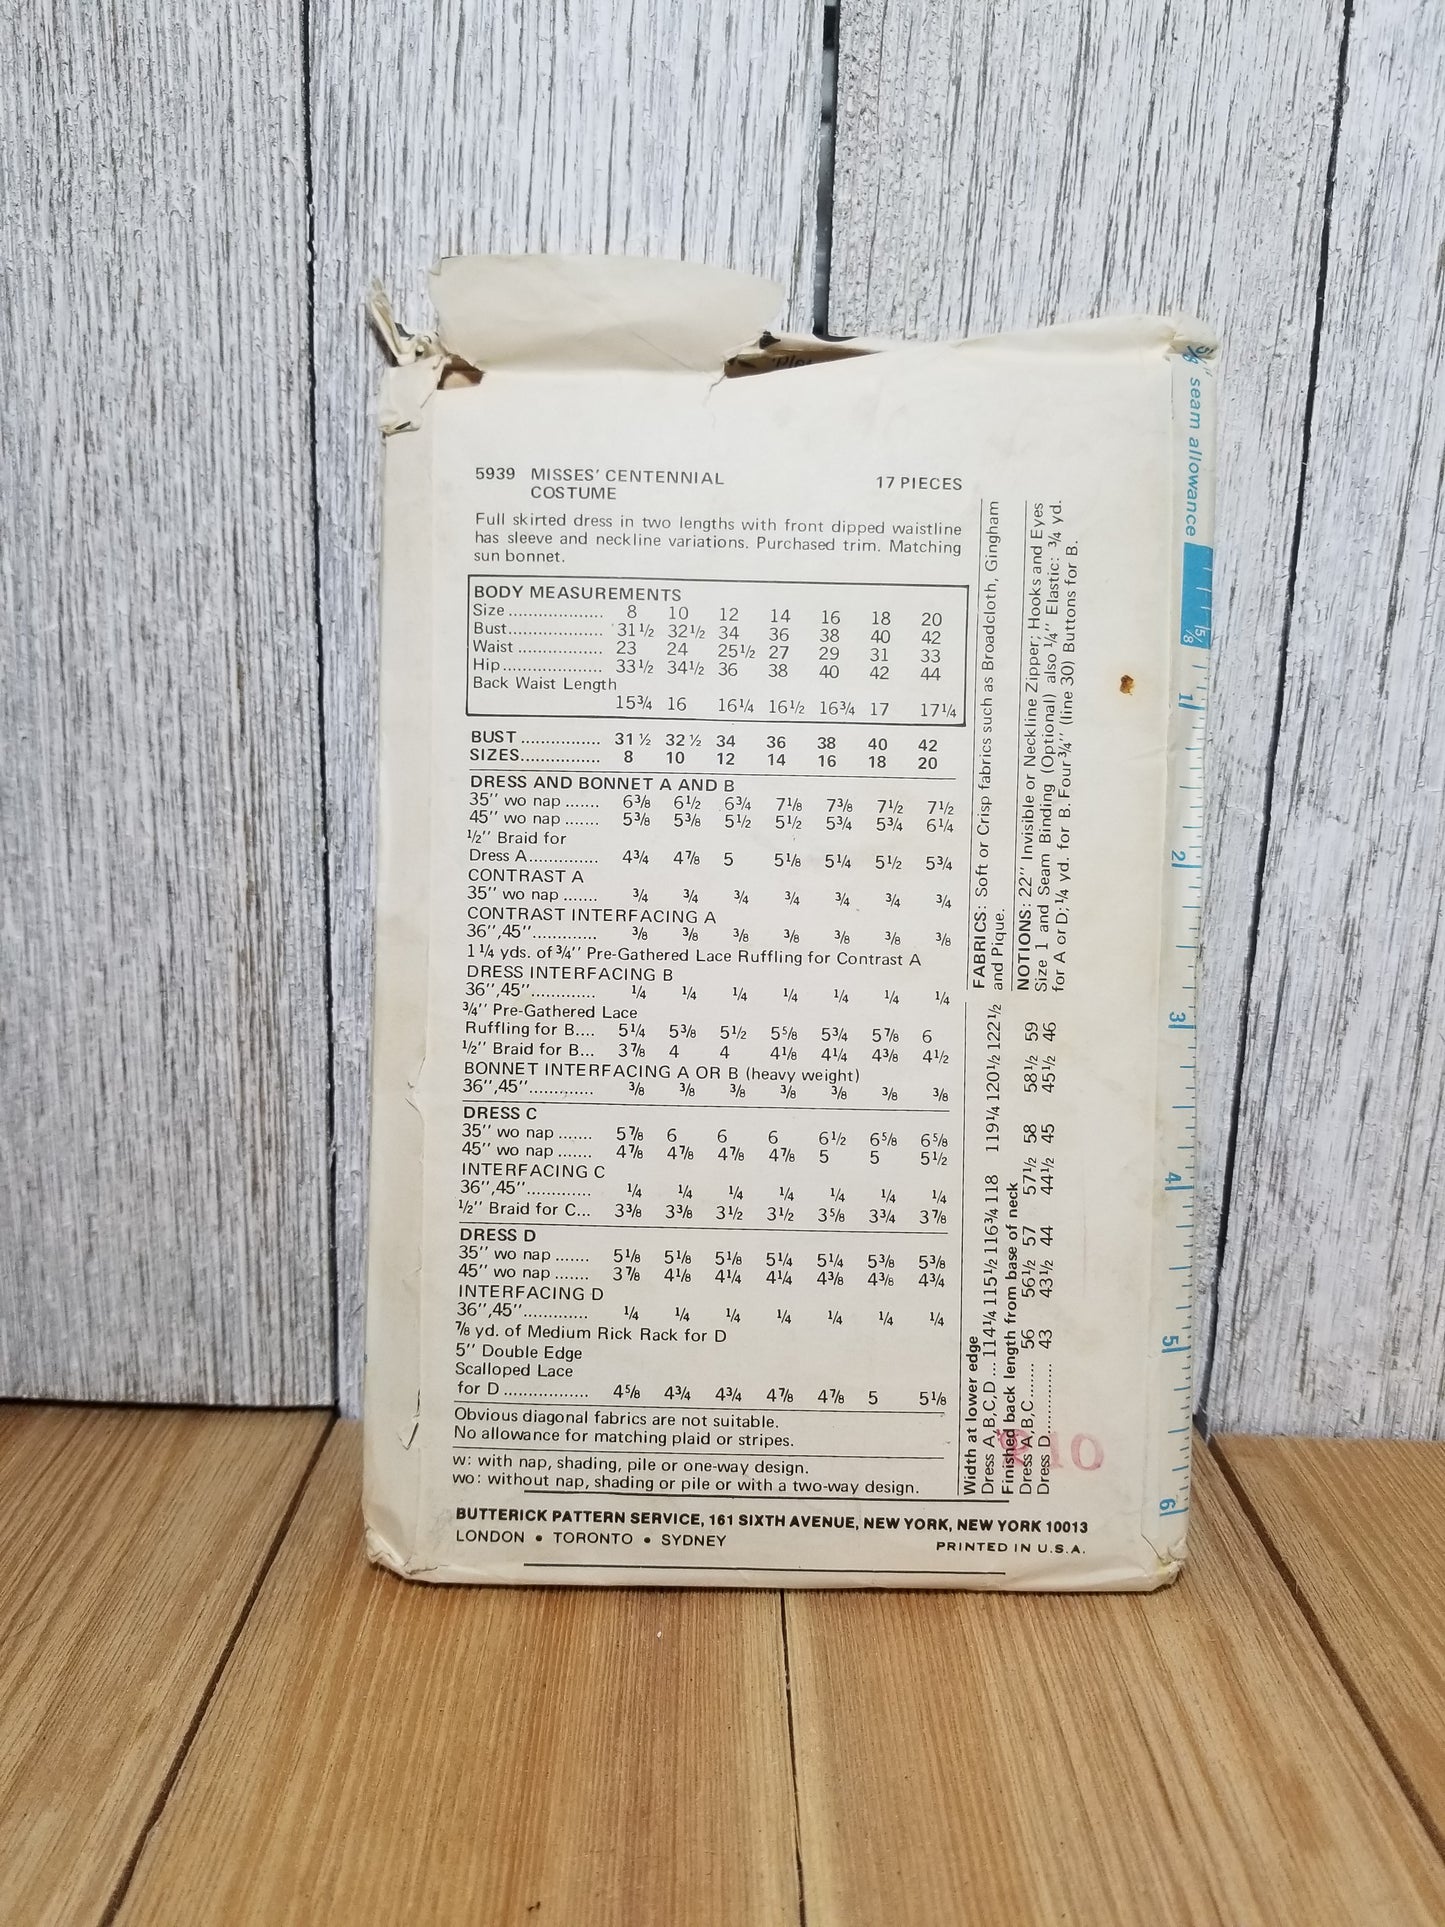 5939 MISSES' CENTENNIAL 17 PIECES
COSTUME
Full skirted dress in two lengths with front dipped waistline
has sleeve and neckline variations. Purchased trim. Matching
sun bonnet.
BODY MEASUREMENTS
Size ................... 8 10 12 14 16 18 20
Bust................... 31½ 32½ 34 36 38 40 42
Waist ................. 23 24 25½ 27 29 31 33
Hip .................... 33½ 34½ 36 38 40 42 44
Back Waist Length
15¾ 16 16¼ 16½ 16¾ 17 17¼
BUST ................ 31 ½ 32 ½ 34 36 38 40 42
SIZES................. 8 10 12 14 16 18 20
DRESS AND BONNET A AND B
35'' wo nap ....... 6⅜ 6½ 6¾ 7⅛ 7⅜ 7½ 7½
45'' wo nap ....... 5⅜ 5⅜ 5½ 5½ 5¾ 5¾ 6¼
½'' Braid for
Dress A.............. 4¾ 4⅞ 5 5⅛ 5¼ 5½ 5¾
CONTRAST A
35'' wo nap ....... ¾ ¾ ¾ ¾ ¾ ¾ ¾
CONTRAST INTERFACING A
36'',45''............. ⅜ ⅜ ⅜ ⅜ ⅜ ⅜ ⅜
1 ¼ yds. of ¾'' Pre-Gathered Lace Ruffling for Contrast A
DRESS INTERFACING B
36'',45''............. ¼ ¼ ¼ ¼ ¼ ¼ ¼
¾'' Pre-Gathered Lace
Ruffling for B.... 5¼ 5⅜ 5½ 5⅝ 5¾ 5⅞ 6
½'' Braid for B... 3⅞ 4 4 4⅛ 4¼ 4⅜ 4½
BONNET INTERFACING A OR B (heavy weight)
36'',45''............. ⅜ ⅜ ⅜ ⅜ ⅜ ⅜ ⅜
DRESS C
35'' wo nap ....... 5⅞ 6 6 6 6½ 6⅝ 6⅝
45'' wo nap ....... 4⅞ 4⅞ 4⅞ 4⅞ 5 5 5½
INTERFACING C
36'',45''............. ¼ ¼ ¼ ¼ ¼ ¼ ¼
½'' Braid for C... 3⅜ 3⅜ 3½ 3½ 3⅝ 3¾ 3⅞
DRESS D
35'' wo nap ....... 5⅛ 5⅛ 5⅛ 5¼ 5¼ 5⅜ 5⅜
45'' wo nap ....... 3⅞ 4⅛ 4¼ 4¼ 4⅜ 4⅜ 4¾
INTERFACING D
36'',45''............. ¼ ¼ ¼ ¼ ¼ ¼ ¼
⅞ yd. of Medium Rick Rack for D
5'' Double Edge
Scalloped Lace
for D ................. 4⅝ 4¾ 4¾ 4⅞ 4⅞ 5 5⅛
Obvious diagonal fabrics are not suitable.
No allowance for matching plaid or stripes.
w: with nap, shading, pile or one-way design.
wo: without nap, shading or pile or with a two-way design.
FABRICS: Soft or Crisp fabrics such as Broadcloth, Gingham
and Pique.
NOTIONS: 22'' Invisible or Neckline Zipper; Hooks and Eyes
Size 1 and Seam Binding (Optional) also ¼'' Elastic: ¾ yd.
for A or D; ¼ yd. for B. Four ¾'' (line 30) Buttons for B.
Width at lower edge
Dress A,B,C,D.... 114¼ 115½ 116¾ 118 119¼ 120½ 122½
Finished back length from base of neck
Dress A,B,C........ 56 56½ 57 57½ 58 58½ 59
Dress D.............. 43 43½ 44 44½ 45 45½ 46
10
BUTTERICK PATTERN SERVICE, 161 SIXTH AVENUE, NEW YORK, NEW YORK 10013
LONDON • TORONTO • SYDNEY PRINTED IN U.S.A.
5/8'' seam allowance
5/8
1
2
3
4
5
6